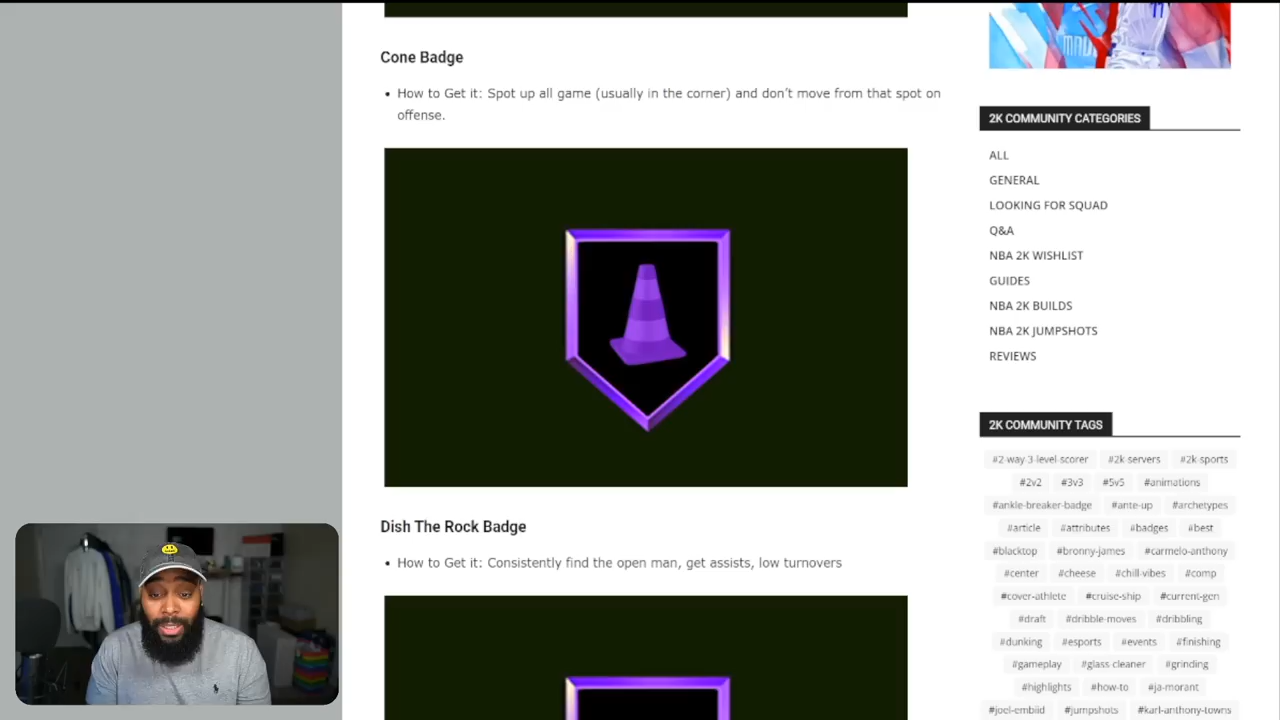 Cone Badge
• How to Get it: Spot up all game (usually in the corner) and don’t move from that spot on
offense.
Dish The Rock Badge
• How to Get it: Consistently find the open man, get assists, low turnovers
2K COMMUNITY CATEGORIES
ALL
GENERAL
LOOKING FOR SQUAD
Q&A
NBA 2K WISHLIST
GUIDES
NBA 2K BUILDS
NBA 2K JUMPSHOTS
REVIEWS
2K COMMUNITY TAGS
#2-way-3-level-scorer #2k-servers #2k-sports
#2v2 #3v3 #5v5 #animations
#ankle-breaker-badge #ante-up #archetypes
#article #attributes #badges #best
#blacktop #bronny-james #carmelo-anthony
#center #cheese #chill-vibes #comp
#cover-athlete #cruise-ship #current-gen
#draft #dribble-moves #dribbling
#dunking #esports #events #finishing
#gameplay #glass-cleaner #grinding
#highlights #how-to #ja-morant
#joel-embiid #jumpshots #karl-anthony-towns